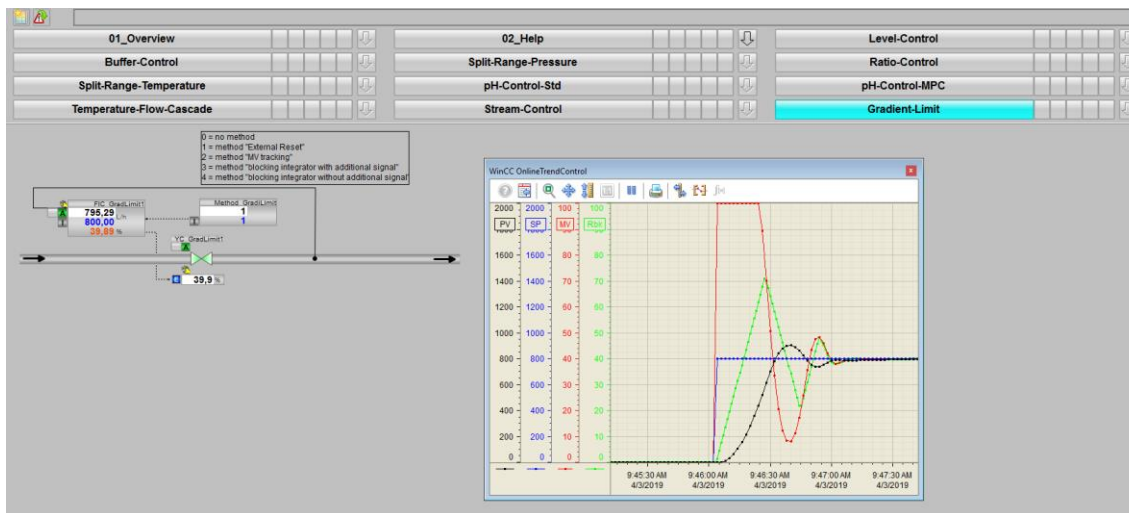 01_Overview 02_Help Level-Control
Buffer-Control Split-Range-Pressure Ratio-Control
Split-Range-Temperature pH-Control-Std pH-Control-MPC
Temperature-Flow-Cascade Stream-Control Gradient-Limit
0 = no method
1 = method "External Reset"
2 = method "MV tracking"
3 = method "blocking integrator with additional signal"
4 = method "blocking integrator without additional signal"
FIC_GradLimit1
795,29 L/h
800,00
39,89 %
Method_GradLimit
1
1
YC_GradLimit1
39,9 %
WinCC OnlineTrendControl
2000 2000 100 100
PV SP MV Rbk
1600 1600 80 80
1400 1400 70 70
1200 1200 60 60
1000 1000 50 50
800 800 40 40
600 600 30 30
400 400 20 20
200 200 10 10
0 0 0 0
9:45:30 AM 9:46:00 AM 9:46:30 AM 9:47:00 AM 9:47:30 AM
4/3/2019 4/3/2019 4/3/2019 4/3/2019 4/3/2019